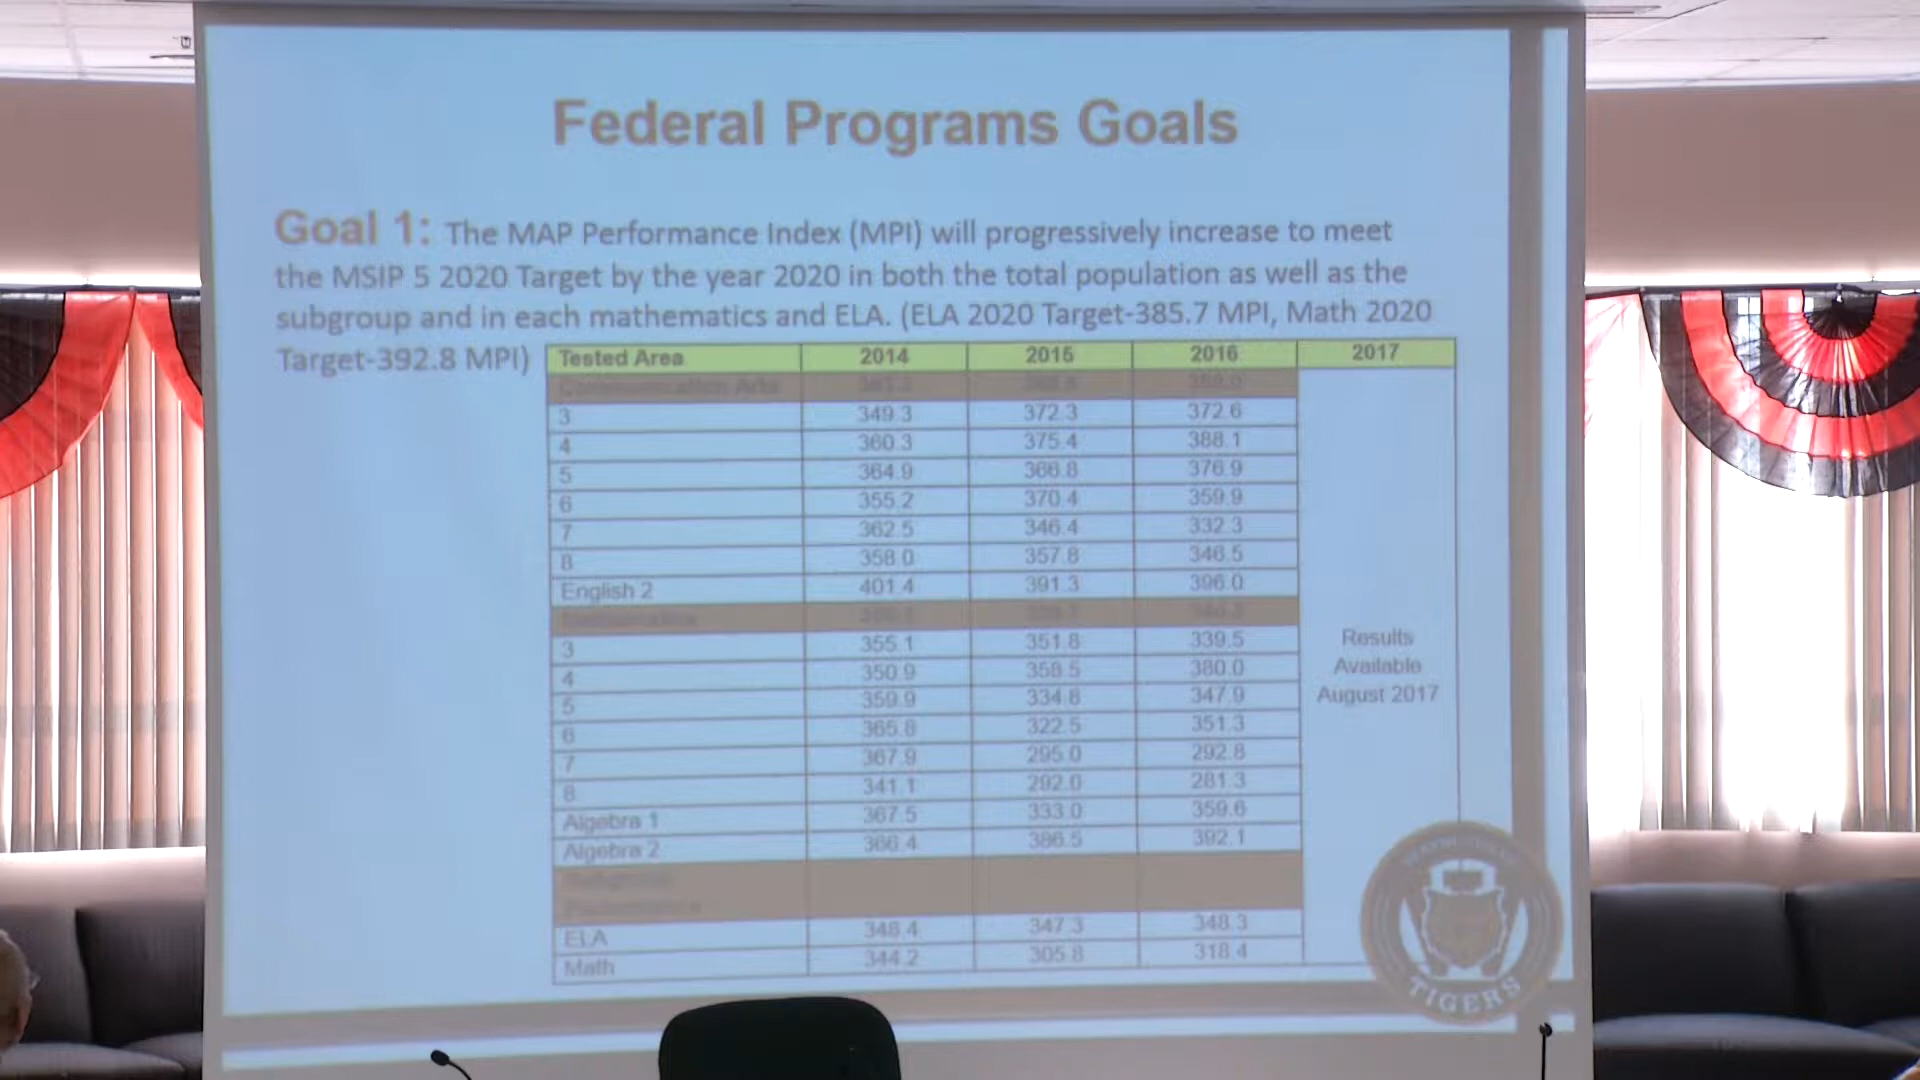 Federal Programs Goals
Goal 1: The MAP Performance Index (MPI) will progressively increase to meet
the MSIP 5 2020 Target by the year 2020 in both the total population as well as the
subgroup and in each mathematics and ELA. (ELA 2020 Target-385.7 MPI, Math 2020
Target-392.8 MPI)
Tested Area 2014 2015 2016 2017
Communication Arts
3 349.3 372.3 372.6
4 360.3 375.4 388.1
5 364.9 366.8 376.9
6 355.2 370.4 359.9
7 362.5 346.4 332.3
8 358.0 357.8 346.5
English 2 401.4 391.3 396.0
Mathematics
3 355.1 351.8 339.5
4 350.9 358.5 380.0
5 359.9 334.8 347.9
6 365.8 322.5 351.3
7 367.9 295.0 292.8
8 341.1 292.0 281.3
Algebra 1 367.5 333.0 359.6
Algebra 2 366.4 386.5 392.1
Results
Available
August 2017
ELA 348.4 347.3 348.3
Math 344.2 305.8 318.4
TIGERS